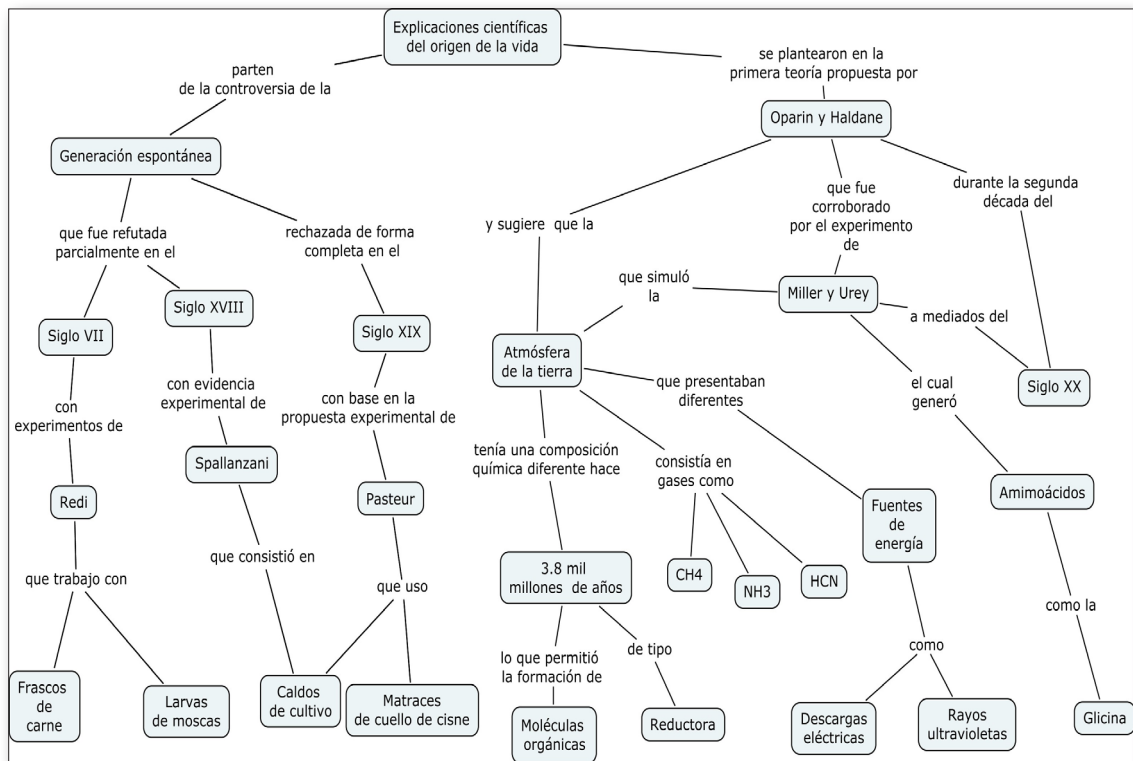 Explicaciones científicas
del origen de la vida
parten
de la controversia de la
se plantearon en la
primera teoría propuesta por
Generación espontánea
Oparin y Haldane
que fue refutada
parcialmente en el
rechazada de forma
completa en el
y sugiere que la
que fue
corroborado
por el experimento
de
durante la segunda
década del
Siglo VII
Siglo XVIII
Siglo XIX
que simuló
la
Miller y Urey
a mediados del
Siglo XX
Atmósfera
de la tierra
con
experimentos de
con evidencia
experimental de
con base en la
propuesta experimental de
que presentaban
diferentes
el cual
generó
Redi
Spallanzani
Pasteur
tenía una composición
química diferente hace
consistía en
gases como
Fuentes
de
energía
Amimoácidos
que trabajo con
que consistió en
que uso
3.8 mil
millones de años
CH4
NH3
HCN
como la
lo que permitió
la formación de
de tipo
como
Frascos
de
carne
Larvas
de moscas
Caldos
de cultivo
Matraces
de cuello de cisne
Moléculas
orgánicas
Reductora
Descargas
eléctricas
Rayos
ultravioletas
Glicina